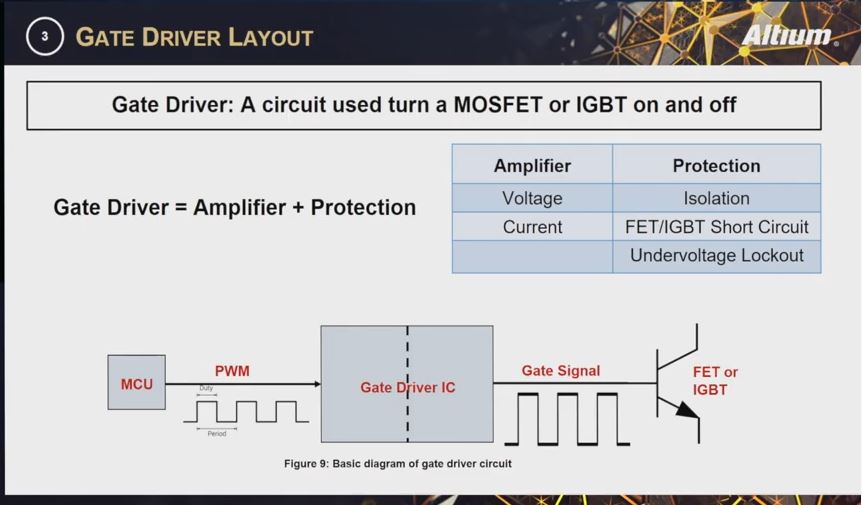 3
GATE DRIVER LAYOUT
Altium®
Gate Driver: A circuit used turn a MOSFET or IGBT on and off
Gate Driver = Amplifier + Protection
Amplifier Protection
Voltage Isolation
Current FET/IGBT Short Circuit
Undervoltage Lockout
MCU
PWM
Duty
Period
Gate Driver IC
Gate Signal
FET or
IGBT
Figure 9: Basic diagram of gate driver circuit